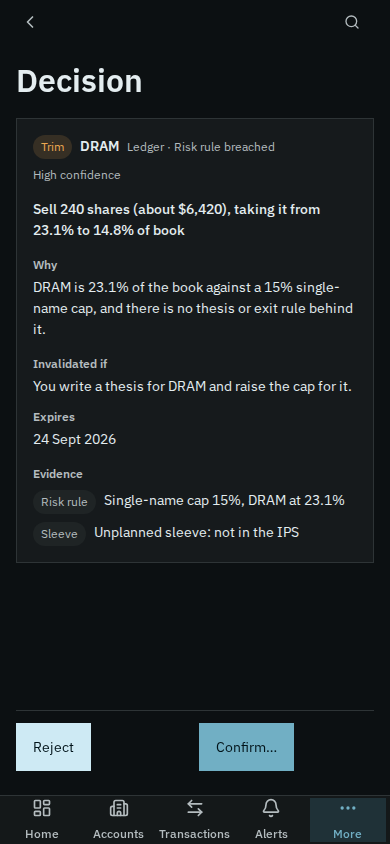 Decision
Trim DRAM Ledger · Risk rule breached
High confidence
Sell 240 shares (about $6,420), taking it from
23.1% to 14.8% of book
Why
DRAM is 23.1% of the book against a 15% single-
name cap, and there is no thesis or exit rule behind
it.
Invalidated if
You write a thesis for DRAM and raise the cap for it.
Expires
24 Sept 2026
Evidence
Risk rule Single-name cap 15%, DRAM at 23.1%
Sleeve Unplanned sleeve: not in the IPS
Reject Confirm...
Home Accounts Transactions Alerts More